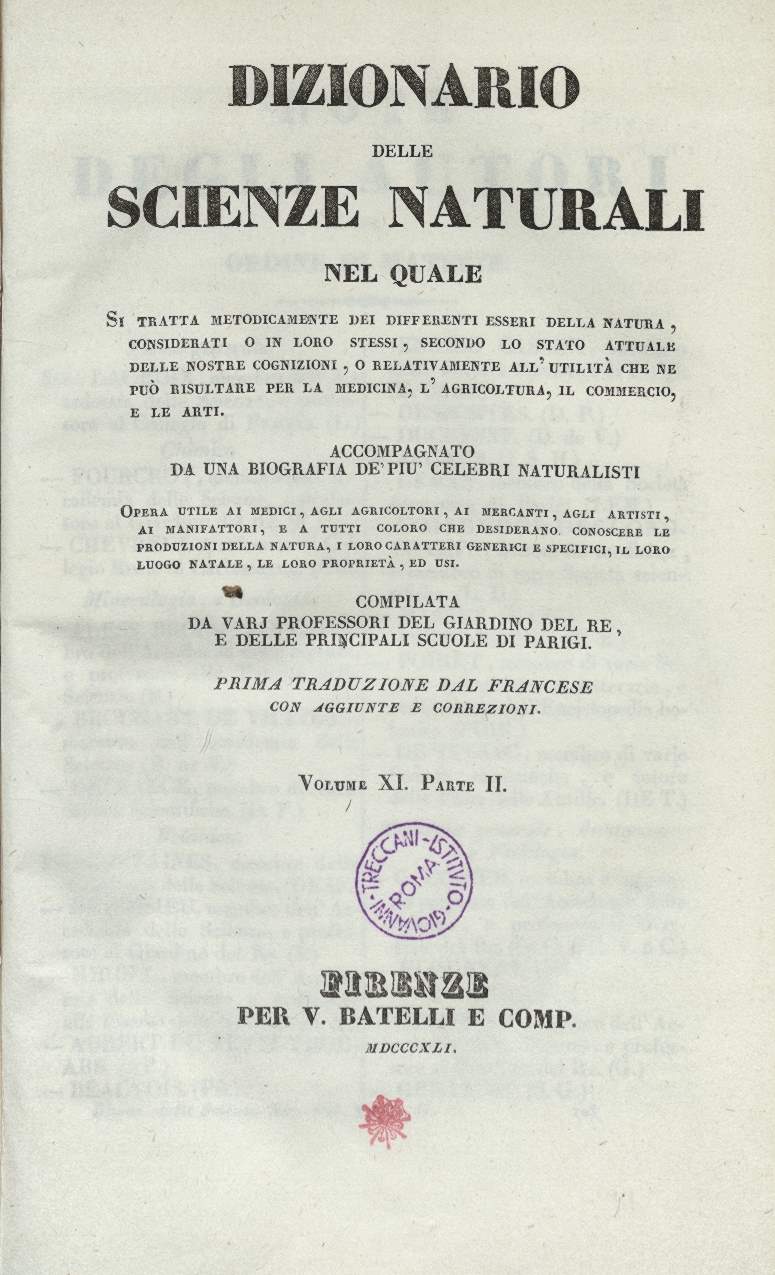 DIZIONARIO
DELLE
SCIENZE NATURALI
NEL QUALE
SI TRATTA METODICAMENTE DEI DIFFERENTI ESSERI DELLA NATURA,
CONSIDERATI O IN LORO STESSI, SECONDO LO STATO ATTUALE
DELLE NOSTRE COGNIZIONI, O RELATIVAMENTE ALL' UTILITÀ CHE NE
PUÒ RISULTARE PER LA MEDICINA, L' AGRICOLTURA, IL COMMERCIO,
E LE ARTI.
ACCOMPAGNATO
DA UNA BIOGRAFIA DE' PIU' CELEBRI NATURALISTI
OPERA UTILE AI MEDICI, AGLI AGRICOLTORI, AI MERCANTI, AGLI ARTISTI,
AI MANIFATTORI, E A TUTTI COLORO CHE DESIDERANO CONOSCERE LE
PRODUZIONI DELLA NATURA, I LORO CARATTERI GENERICI E SPECIFICI, IL LORO
LUOGO NATALE, LE LORO PROPRIETÀ, ED USI.
COMPILATA
DA VARJ PROFESSORI DEL GIARDINO DEL RE,
E DELLE PRINCIPALI SCUOLE DI PARIGI.
PRIMA TRADUZIONE DAL FRANCESE
CON AGGIUNTE E CORREZIONI.
VOLUME XI. PARTE II.
ISTITVTO-GIOVANNI-TRECCANI-
ROMA
FIRENZE
PER V. BATELLI E COMP.
MDCCCXLI.